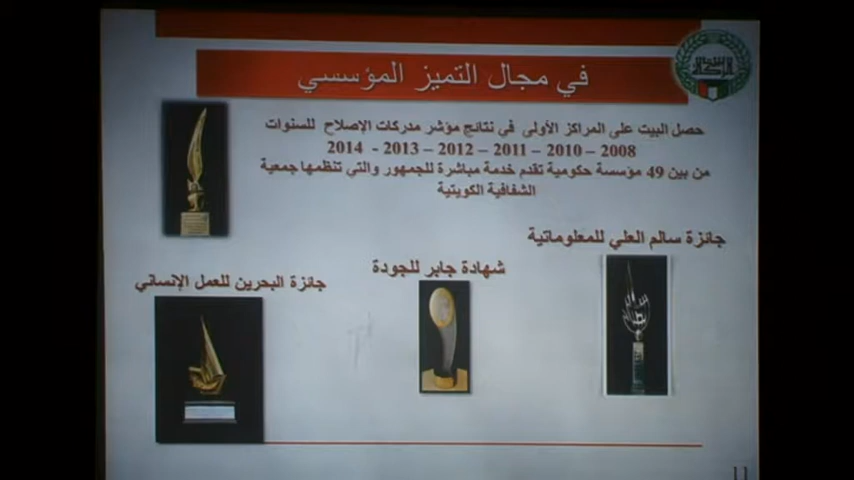 في مجال التميز المؤسسي
حصل البيت على المراكز الأولى في نتائج مؤشر مدركات الإصلاح للسنوات
2008 – 2010 – 2011 – 2012 – 2013 - 2014
من بين 49 مؤسسة حكومية تقدم خدمة مباشرة للجمهور والتي تنظمها جمعية
الشفافية الكويتية
جائزة سالم العلي للمعلوماتية
شهادة جابر للجودة
جائزة البحرين للعمل الإنساني
11